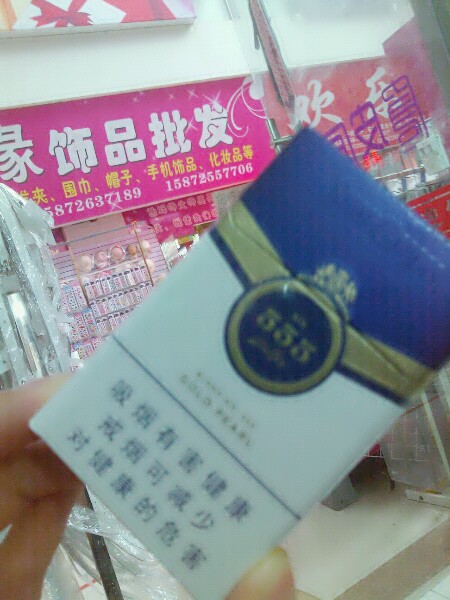 缘饰品批发
发夹、围巾、帽子、手机饰品、化妆品等
15872637189 15872557706
欢
555
GOLD PEARL
吸烟有害健康
戒烟可减少
对健康的危害